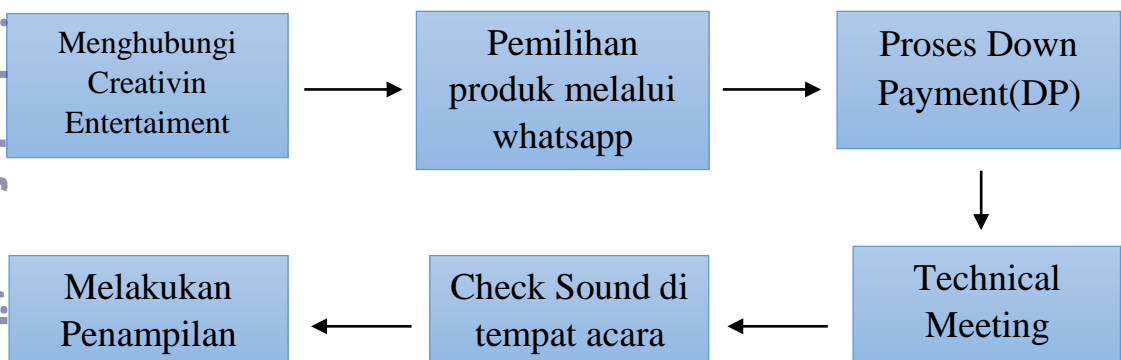 Menghubungi
Creativin
Entertaiment
Pemilihan
produk melalui
whatsapp
Proses Down
Payment(DP)
Technical
Meeting
Check Sound di
tempat acara
Melakukan
Penampilan